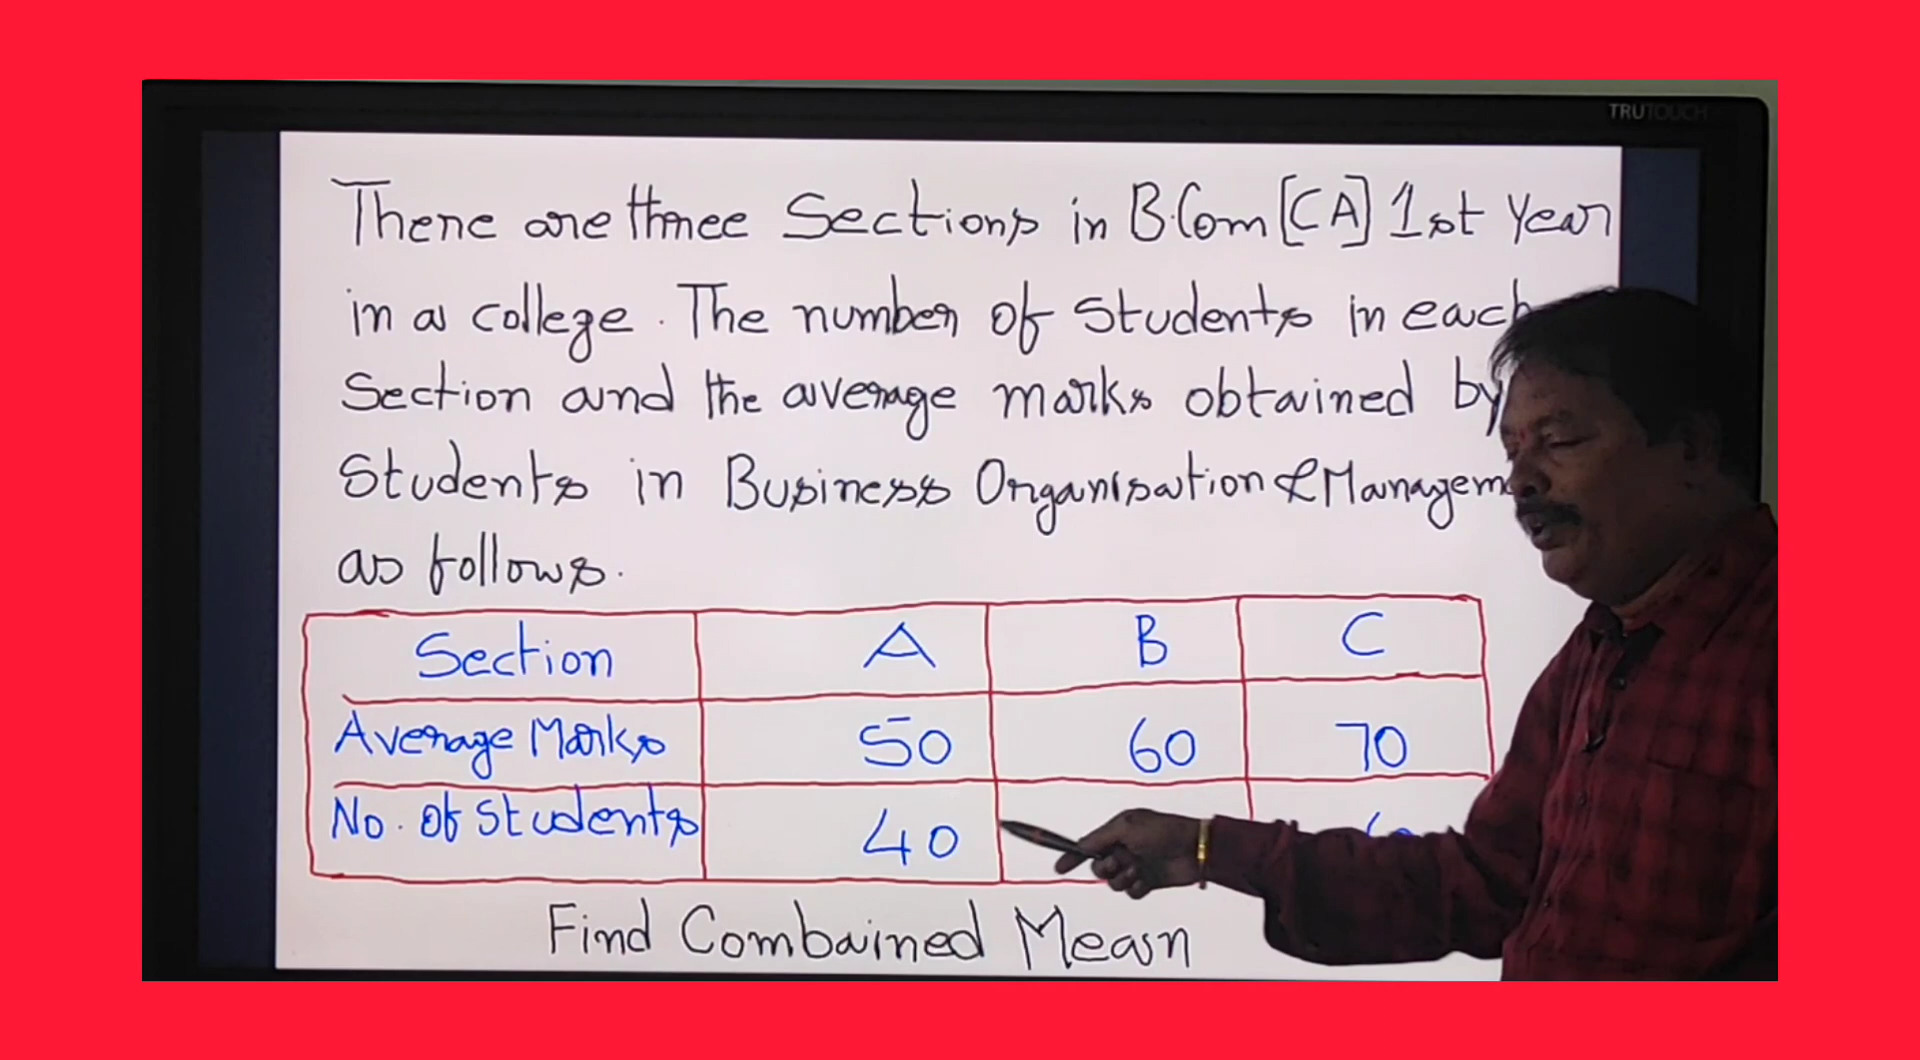 TRUTOUCH
There are three Sections in B.Com [CA] 1st Year
in a college. The number of Students in each
Section and the average marks obtained by
Students in Business Organisation & Managem
as follows.
Section A B C
Average Marks 50 60 70
No. of Students 40
Find Combained Mean